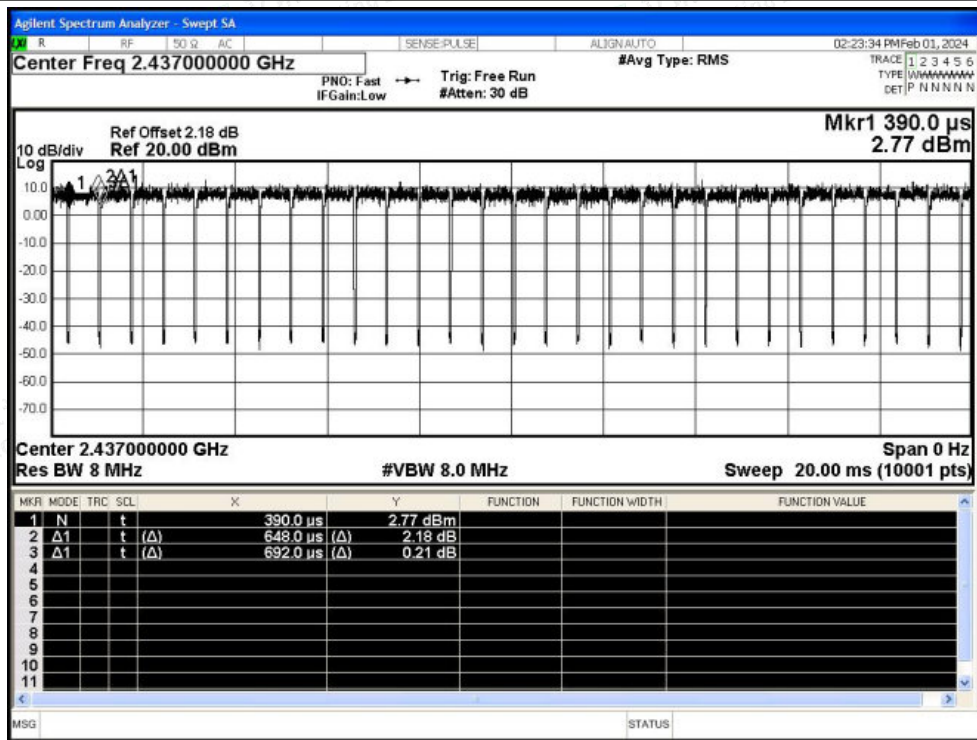 Agilent Spectrum Analyzer - Swept SA
LXI R RF 50 Ω AC SENSE:PULSE ALIGNAUTO 02:23:34 PMFeb 01, 2024
Center Freq 2.437000000 GHz
#Avg Type: RMS
TRACE 1 2 3 4 5 6
PNO: Fast Trig: Free Run
TYPE
IFGain:Low #Atten: 30 dB
DET P N N N N N
Mkr1 390.0 µs
Ref Offset 2.18 dB
10 dB/div Ref 20.00 dBm
2.77 dBm
Log
1 2Δ1
10.0
0.00
-10.0
-20.0
-30.0
-40.0
-50.0
-60.0
-70.0
Center 2.437000000 GHz Span 0 Hz
Res BW 8 MHz #VBW 8.0 MHz Sweep 20.00 ms (10001 pts)
MKR MODE TRC SCL X Y FUNCTION FUNCTION WIDTH FUNCTION VALUE
1 N t 390.0 µs 2.77 dBm
2 Δ1 t (Δ) 648.0 µs (Δ) 2.18 dB
3 Δ1 t (Δ) 692.0 µs (Δ) 0.21 dB
4
5
6
7
8
9
10
11
MSG STATUS